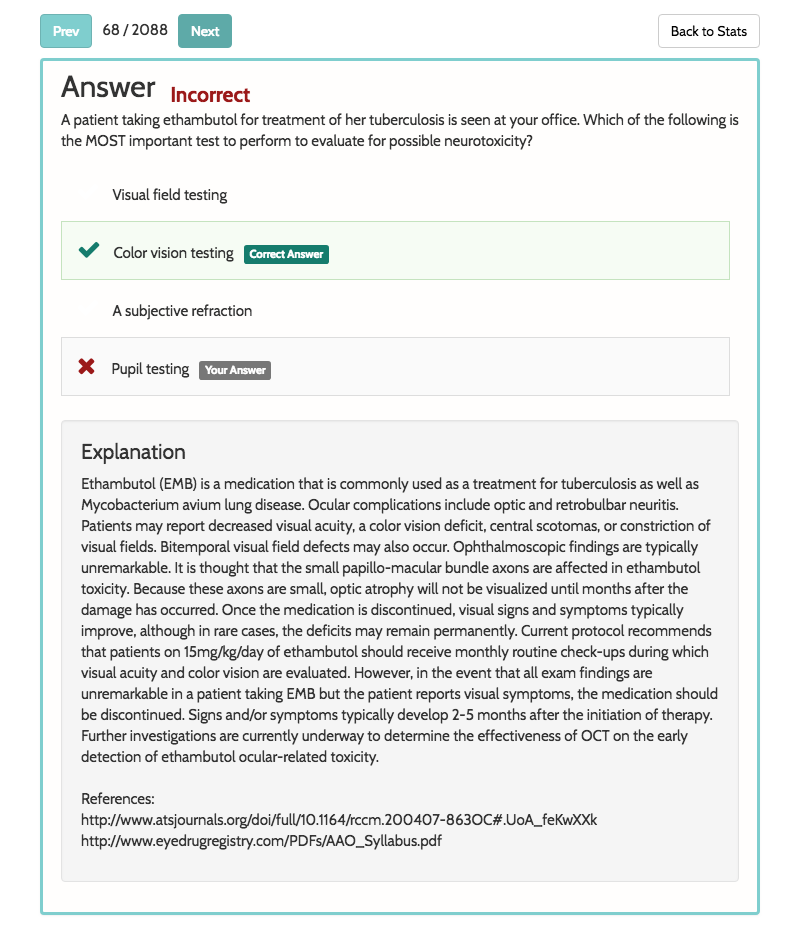 Prev 68 / 2088 Next Back to Stats
Answer Incorrect
A patient taking ethambutol for treatment of her tuberculosis is seen at your office. Which of the following is
the MOST important test to perform to evaluate for possible neurotoxicity?
Visual field testing
Color vision testing Correct Answer
A subjective refraction
Pupil testing Your Answer
Explanation
Ethambutol (EMB) is a medication that is commonly used as a treatment for tuberculosis as well as
Mycobacterium avium lung disease. Ocular complications include optic and retrobulbar neuritis.
Patients may report decreased visual acuity, a color vision deficit, central scotomas, or constriction of
visual fields. Bitemporal visual field defects may also occur. Ophthalmoscopic findings are typically
unremarkable. It is thought that the small papillo-macular bundle axons are affected in ethambutol
toxicity. Because these axons are small, optic atrophy will not be visualized until months after the
damage has occurred. Once the medication is discontinued, visual signs and symptoms typically
improve, although in rare cases, the deficits may remain permanently. Current protocol recommends
that patients on 15mg/kg/day of ethambutol should receive monthly routine check-ups during which
visual acuity and color vision are evaluated. However, in the event that all exam findings are
unremarkable in a patient taking EMB but the patient reports visual symptoms, the medication should
be discontinued. Signs and/or symptoms typically develop 2-5 months after the initiation of therapy.
Further investigations are currently underway to determine the effectiveness of OCT on the early
detection of ethambutol ocular-related toxicity.
References:
http://www.atsjournals.org/doi/full/10.1164/rccm.200407-863OC#.UoA_feKwXXk
http://www.eyedrugregistry.com/PDFs/AAO_Syllabus.pdf